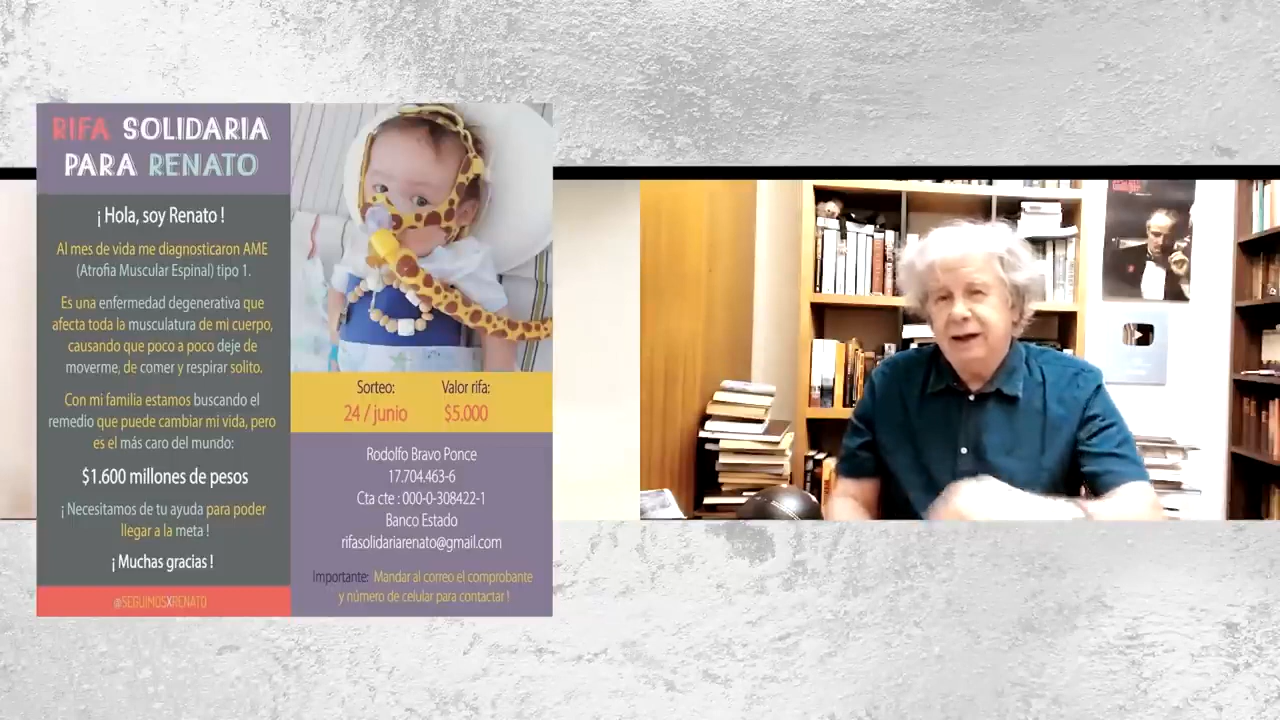 RIFA SOLIDARIA
PARA RENATO
¡ Hola, soy Renato !
Al mes de vida me diagnosticaron AME
(Atrofia Muscular Espinal) tipo 1.
Es una enfermedad degenerativa que
afecta toda la musculatura de mi cuerpo,
causando que poco a poco deje de
moverme, de comer y respirar solito.
Con mi familia estamos buscando el
remedio que puede cambiar mi vida, pero
es el más caro del mundo:
$1.600 millones de pesos
¡ Necesitamos de tu ayuda para poder
llegar a la meta !
¡ Muchas gracias !
@SEGUIMOSXRENATO
Sorteo: Valor rifa:
24 / junio $5.000
Rodolfo Bravo Ponce
17.704.463-6
Cta cte : 000-0-308422-1
Banco Estado
rifasolidariarenato@gmail.com
Importante: Mandar al correo el comprobante
y número de celular para contactar !